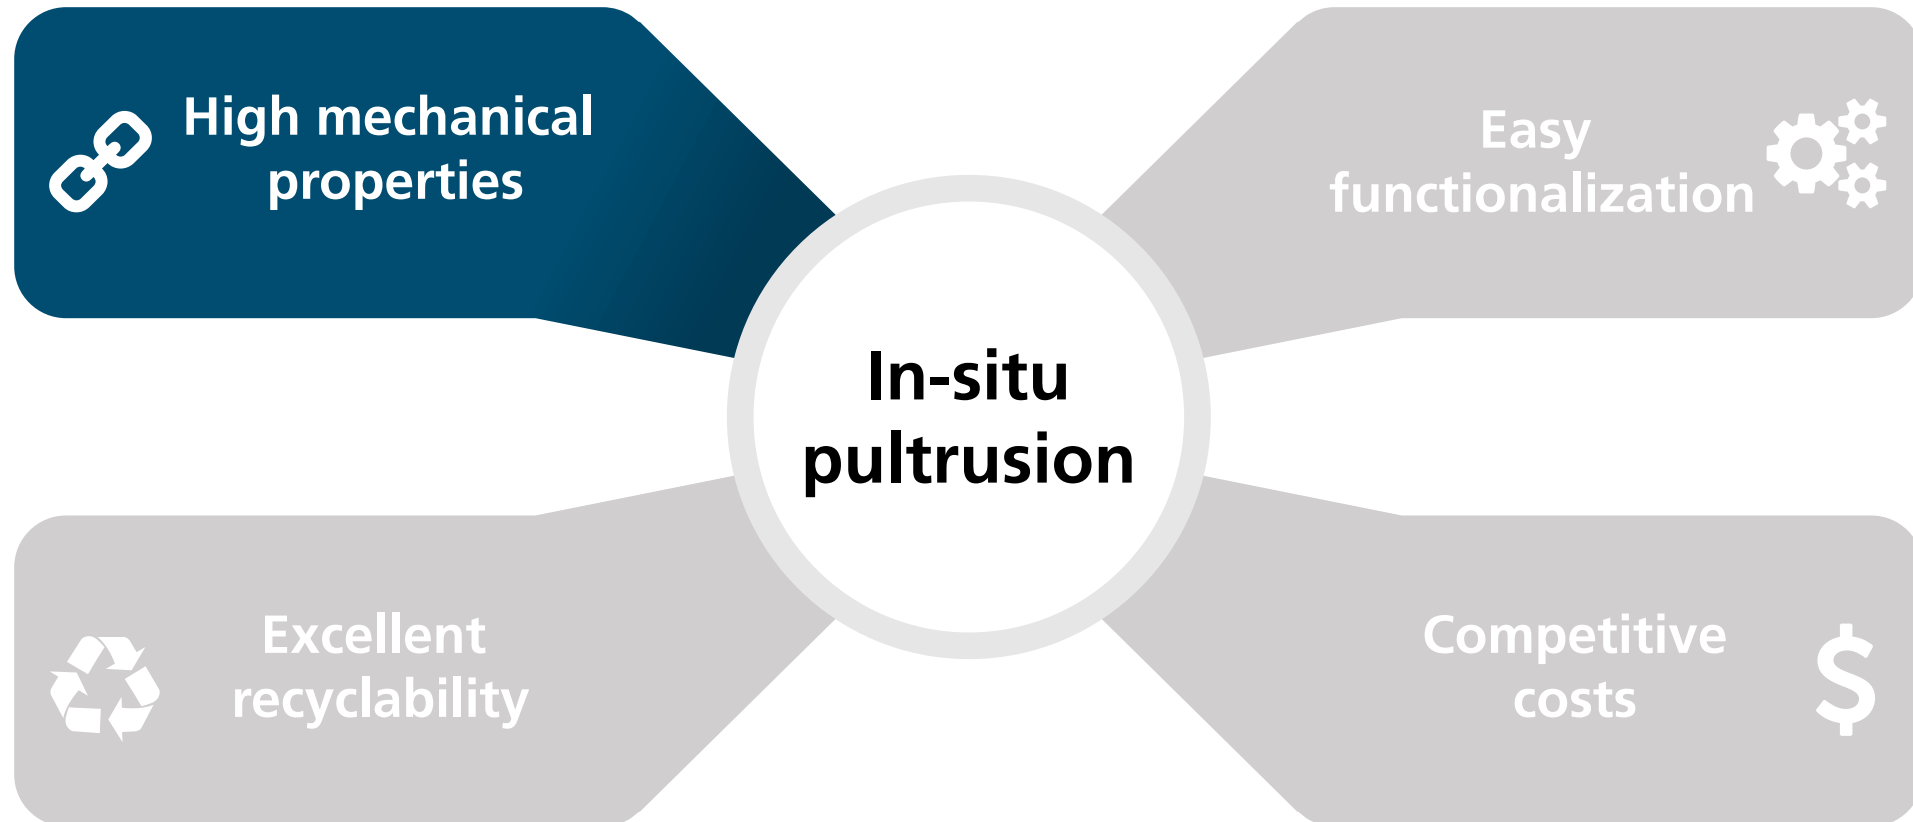 High mechanical
properties
Easy
functionalization
In-situ
pultrusion
Excellent
recyclability
Competitive
costs